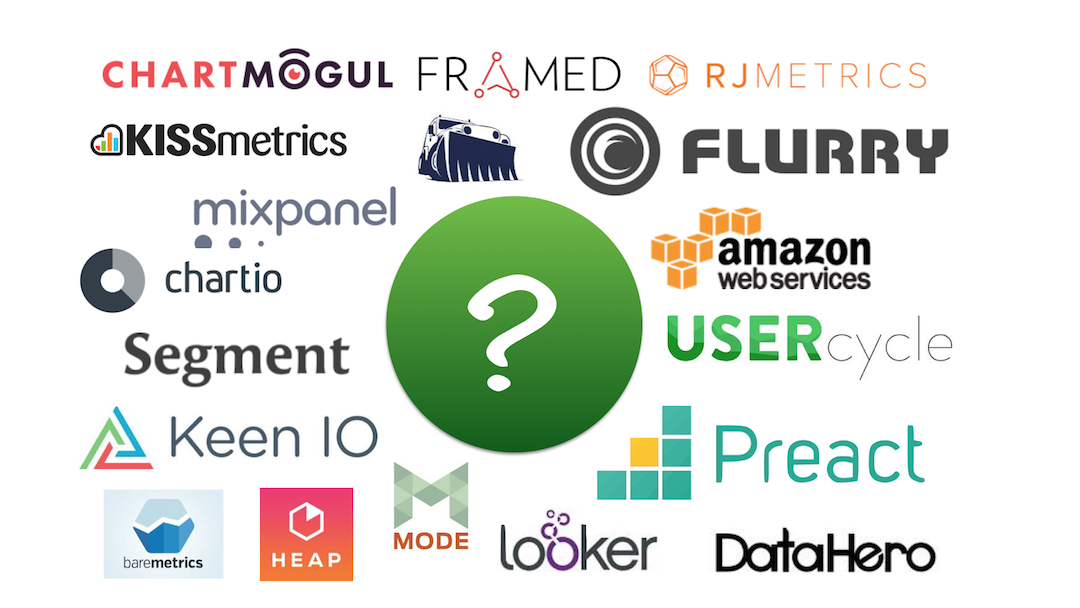 CHARTMOGUL
FRAMED
RJMETRICS
KISSmetrics
FLURRY
mixpanel
amazon
web services
chartio
?
USERcycle
Segment
Keen IO
Preact
MODE
baremetrics
HEAP
looker
DataHero